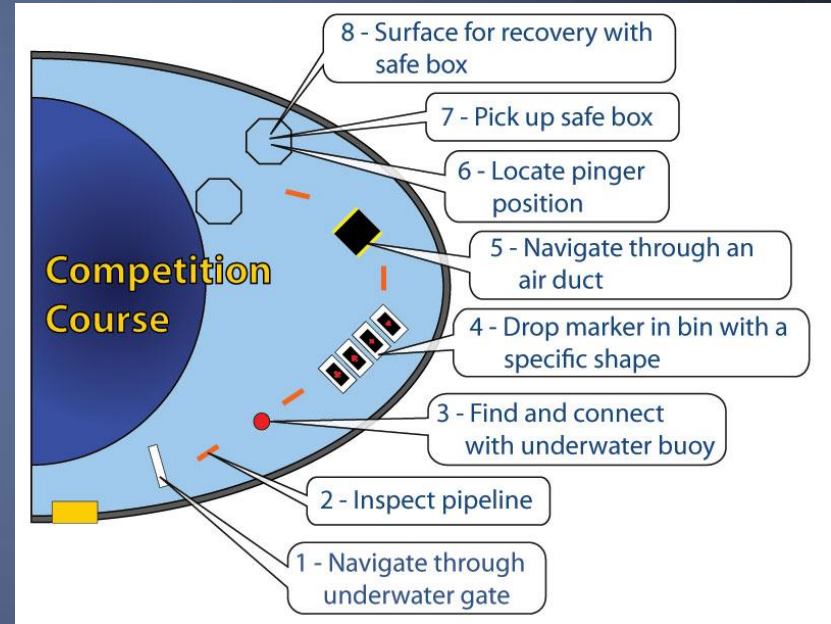 8 - Surface for recovery with
safe box
7 - Pick up safe box
6 - Locate pinger
position
5 - Navigate through an
air duct
Competition
Course
4 - Drop marker in bin with a
specific shape
3 - Find and connect
with underwater buoy
2 - Inspect pipeline
1 - Navigate through
underwater gate